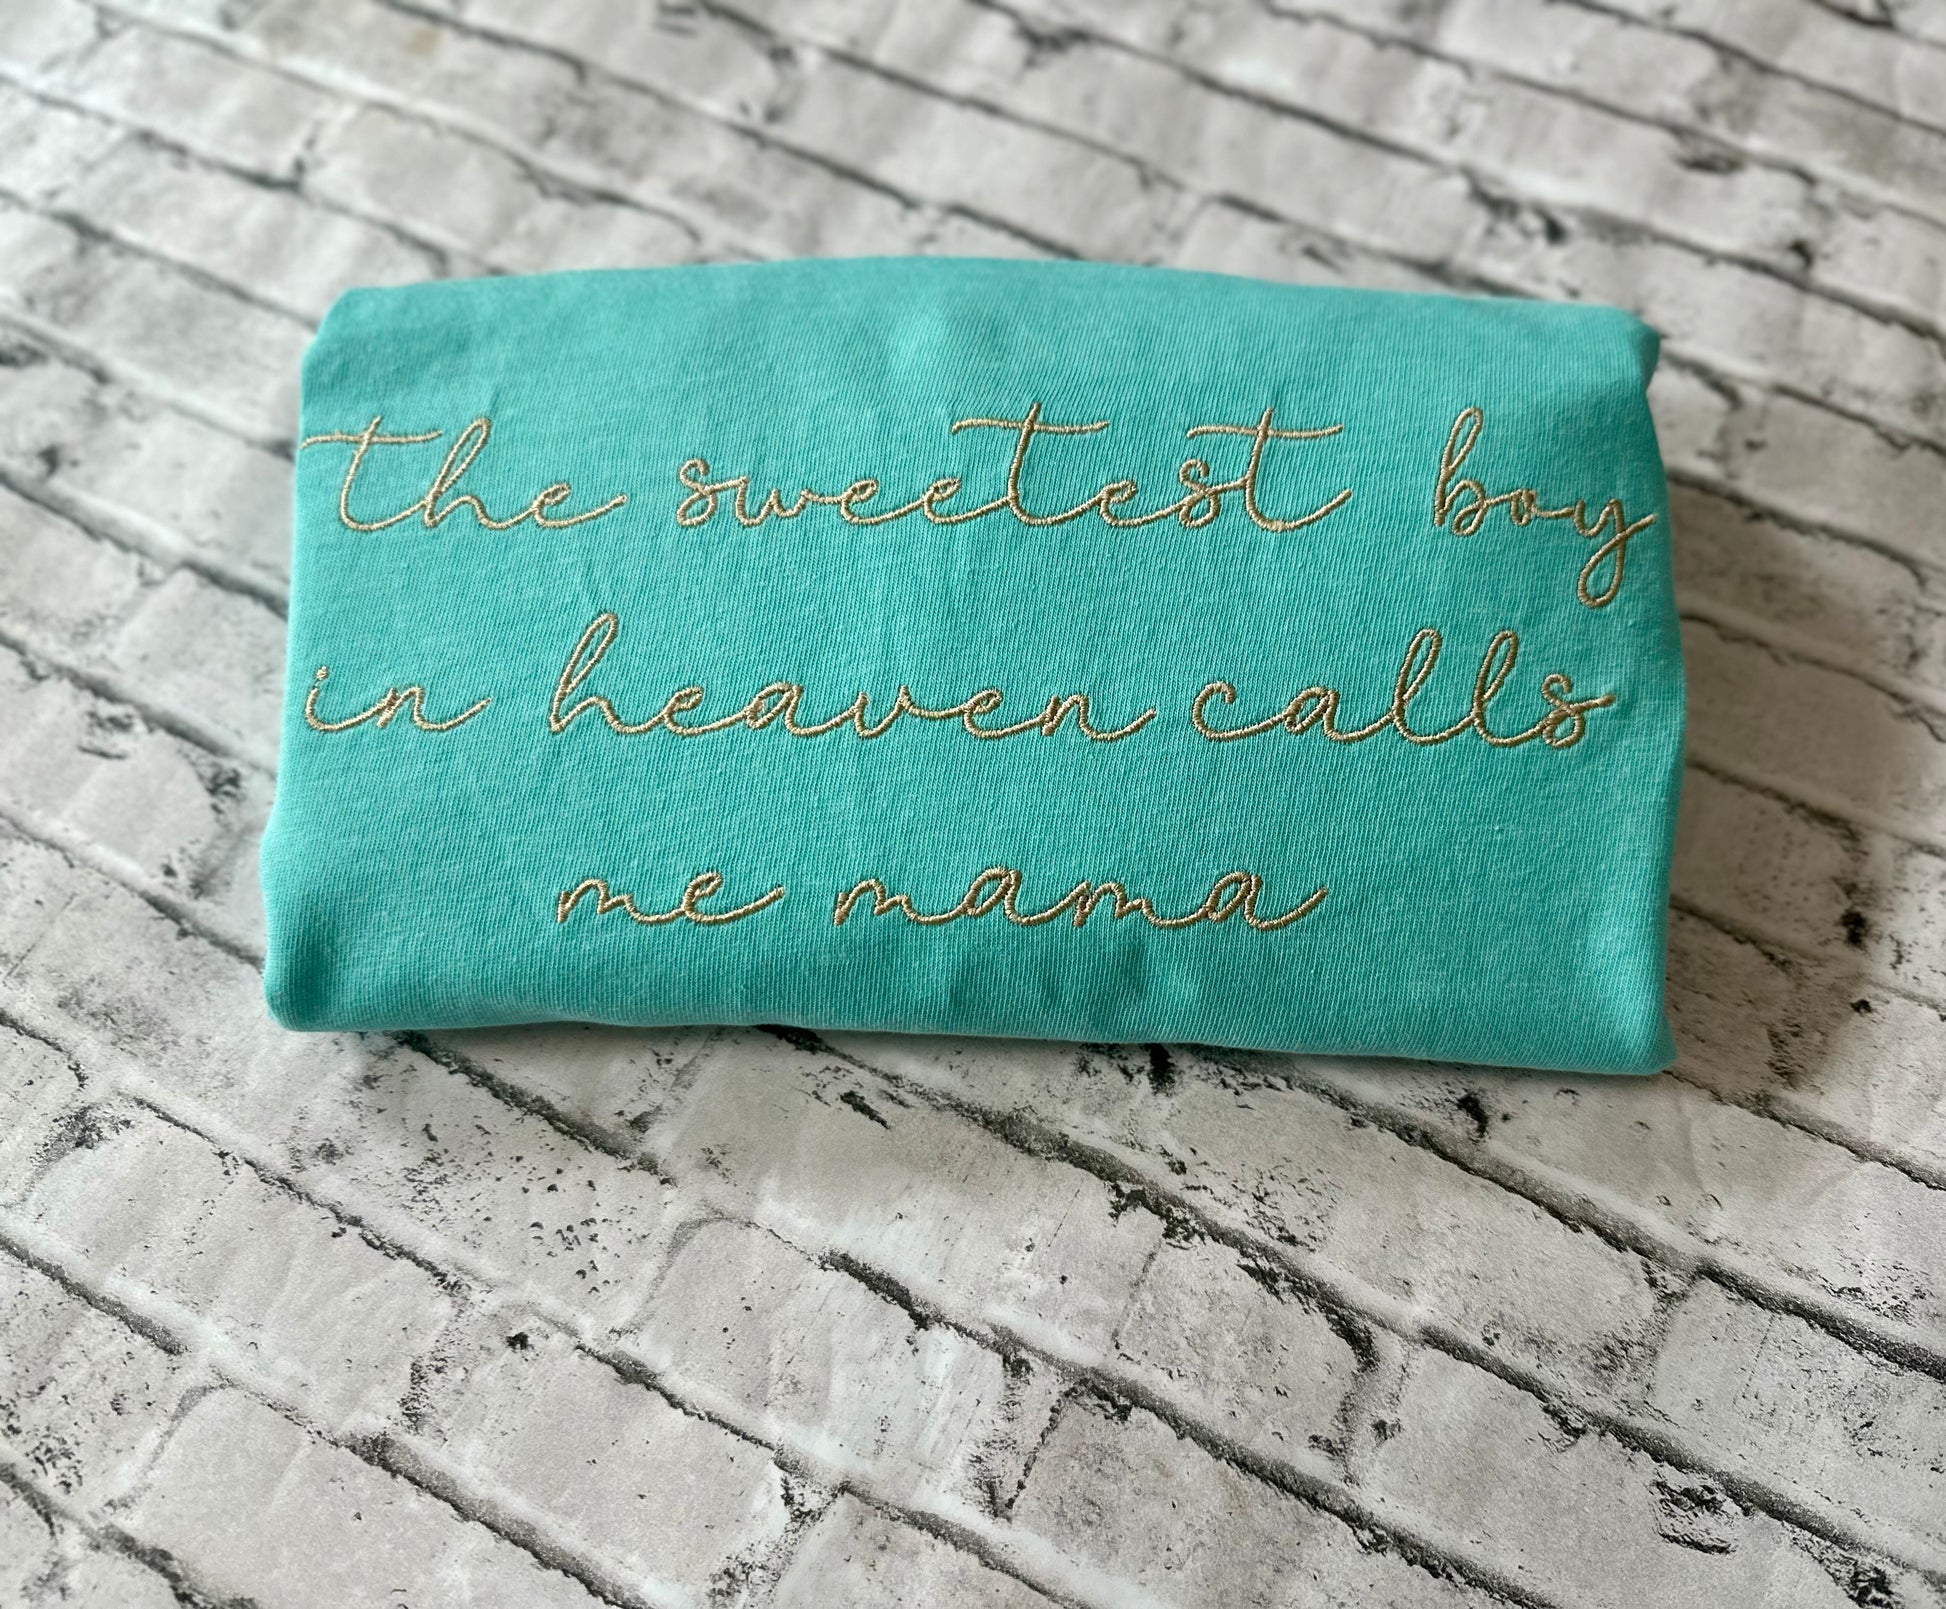 the sweetest boy
in heaven calls
me mama